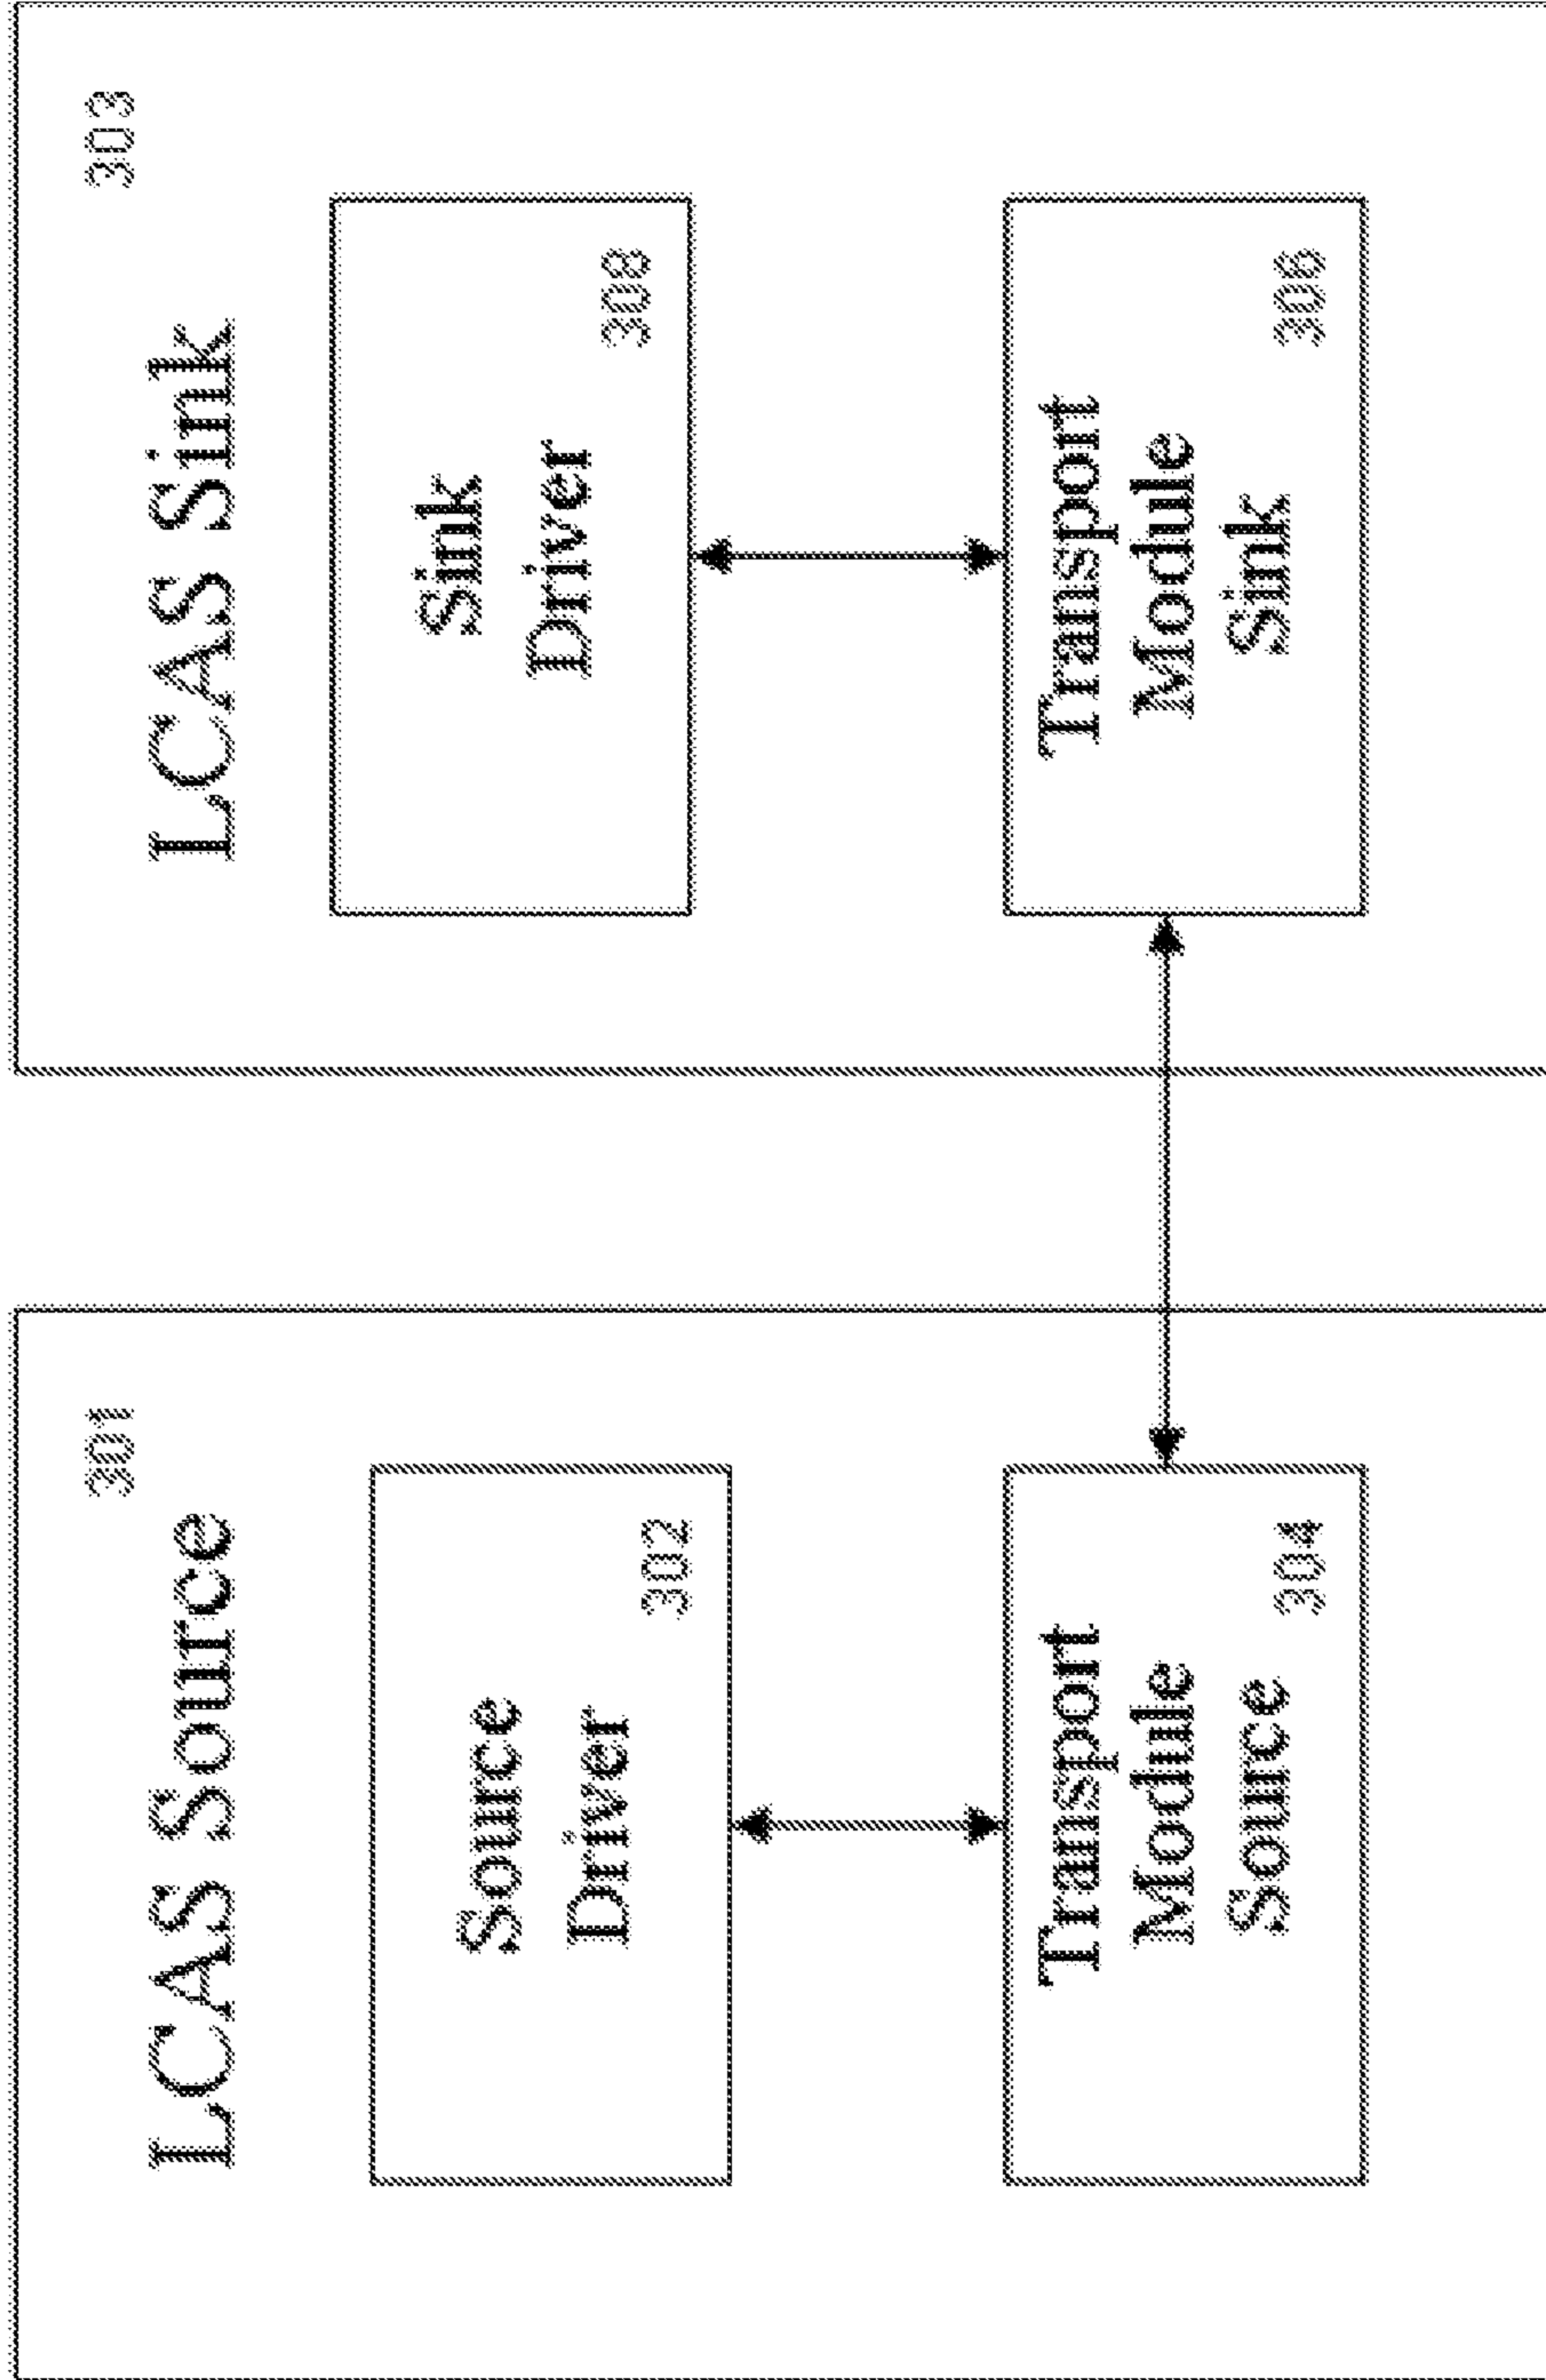 LCAS Source
301
Source
Driver
302
Transport
Module
Source
304
LCAS Sink
303
Sink
Driver
308
Transport
Module
Sink
306